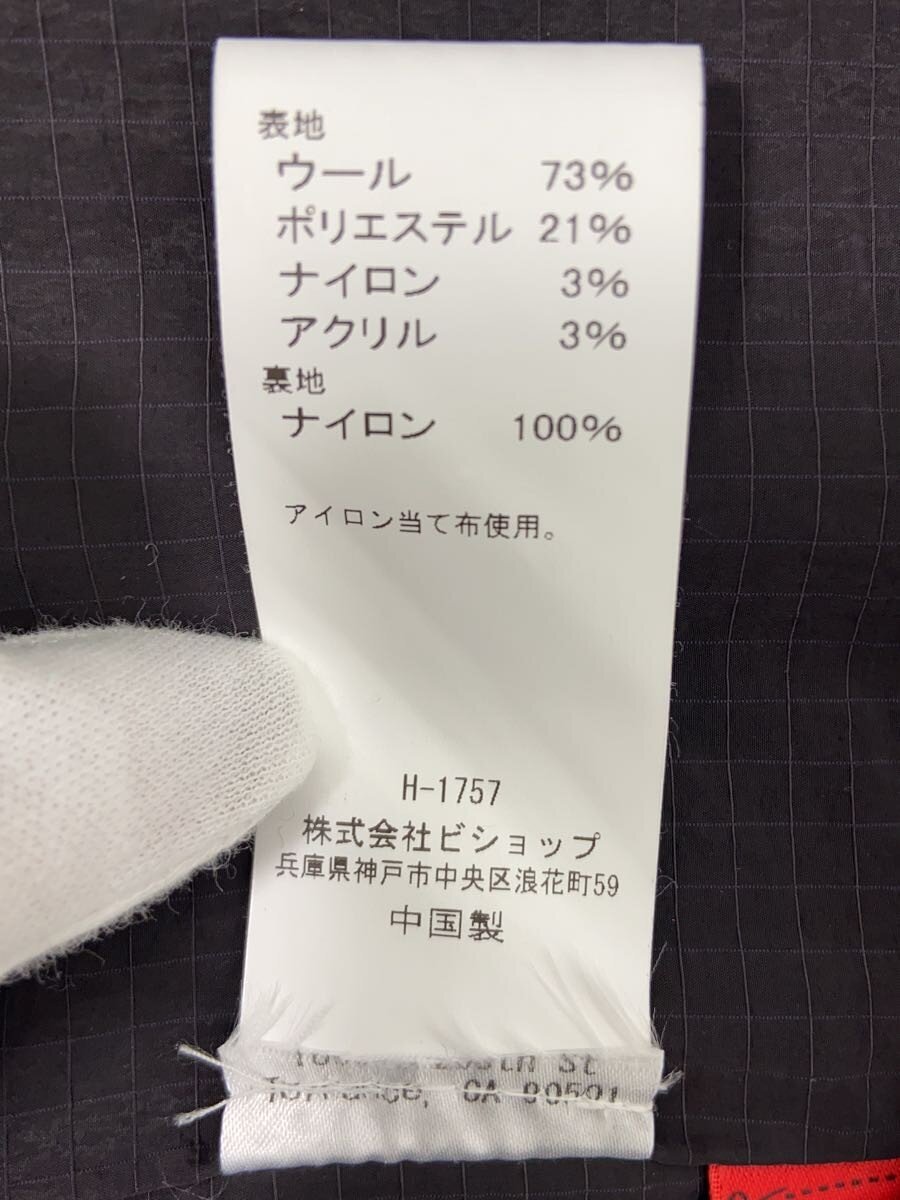 表地
ウール 73%
ポリエステル 21%
ナイロン 3%
アクリル 3%
裏地
ナイロン 100%
アイロン当て布使用。
H-1757
株式会社ビショップ
兵庫県神戸市中央区浪花町59
中国製
St
CA